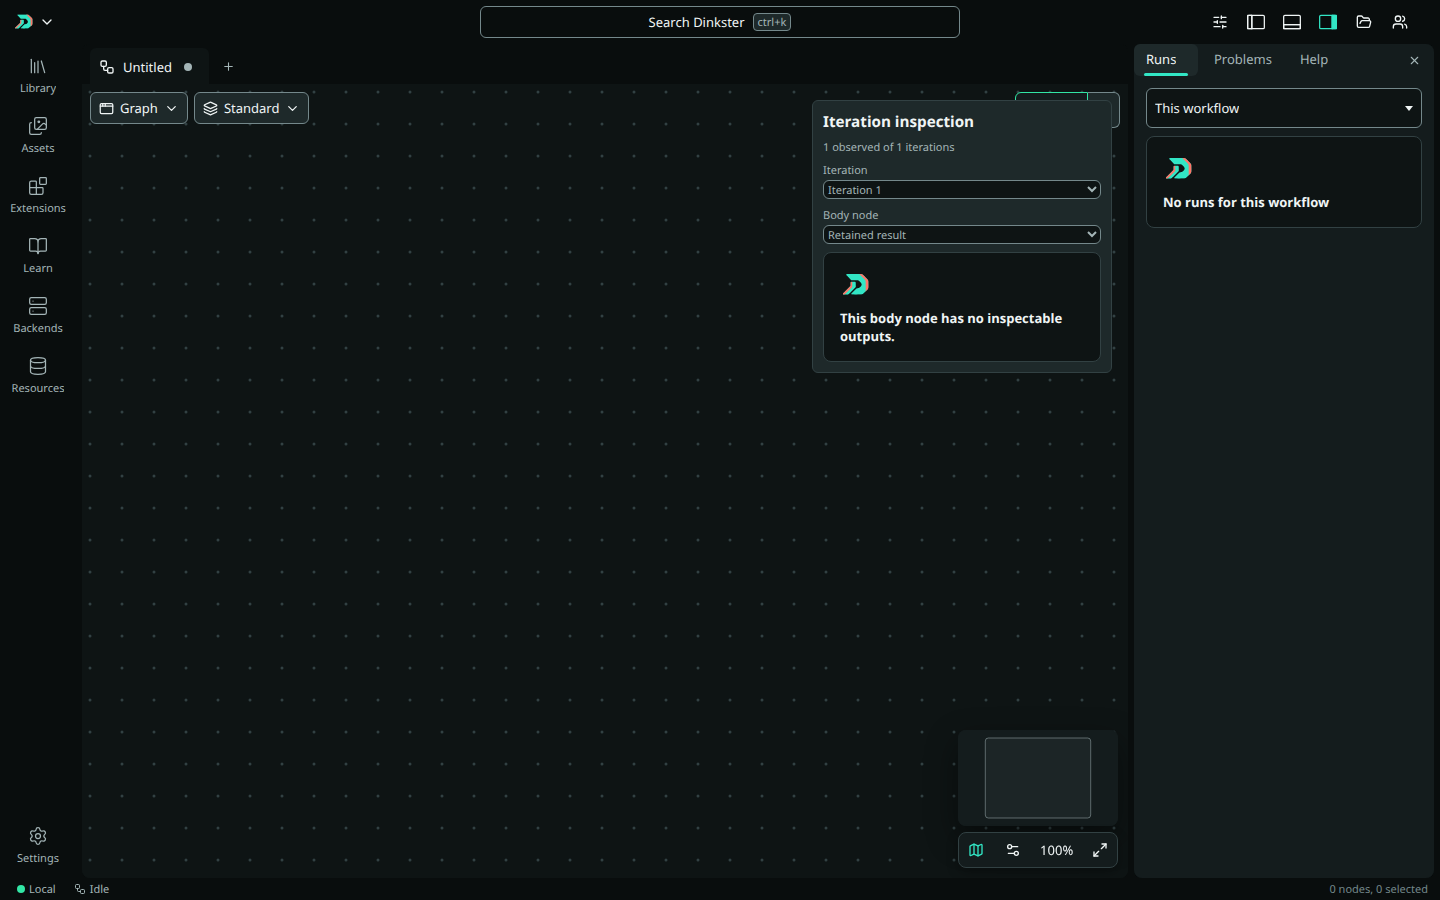 Search Dinkster ctrl+k
Library
Assets
Extensions
Learn
Backends
Resources
Settings
Untitled
Graph
Standard
Iteration inspection
1 observed of 1 iterations
Iteration
Iteration 1
Body node
Retained result
This body node has no inspectable
outputs.
100%
Runs Problems Help
This workflow
No runs for this workflow
Local Idle
0 nodes, 0 selected